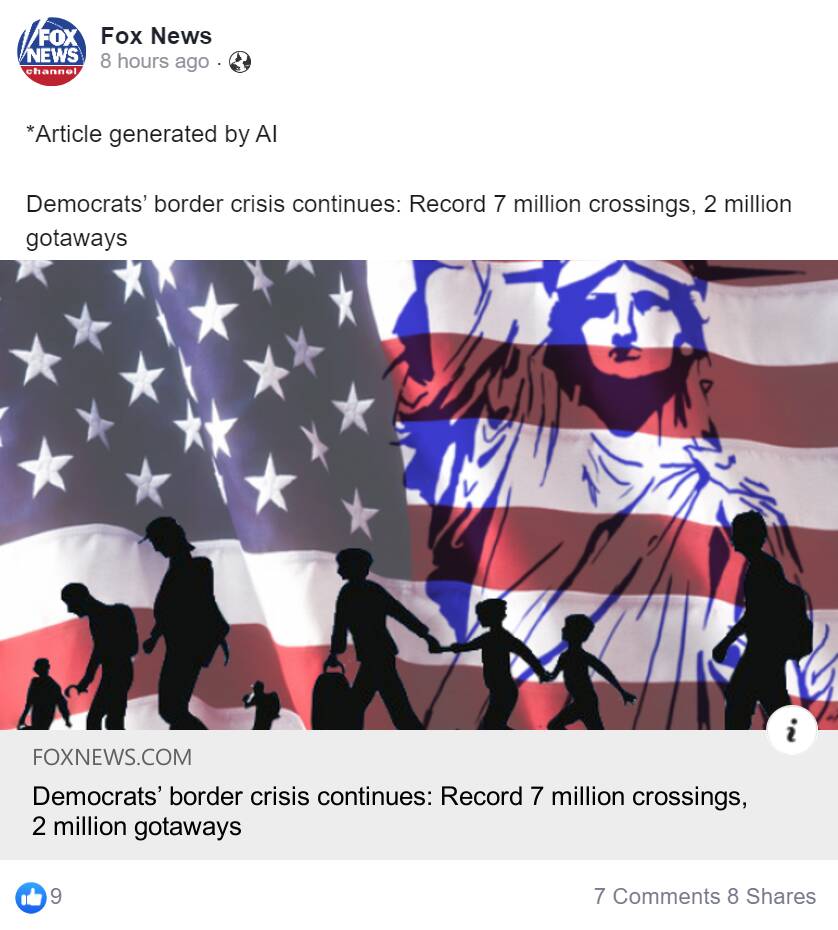 FOX
NEWS
channel
Fox News
8 hours ago ·
*Article generated by AI
Democrats’ border crisis continues: Record 7 million crossings, 2 million
gotaways
i
FOXNEWS.COM
Democrats’ border crisis continues: Record 7 million crossings,
2 million gotaways
9
7 Comments 8 Shares